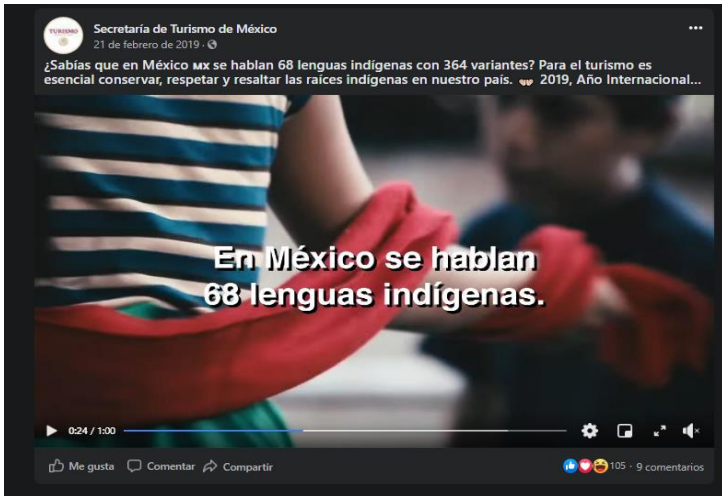 TURISMO
Secretaría de Turismo de México
21 de febrero de 2019 ·
¿Sabías que en México MX se hablan 68 lenguas indígenas con 364 variantes? Para el turismo es
esencial conservar, respetar y resaltar las raíces indígenas en nuestro país. 🤲🏽 2019, Año Internacional...
En México se hablan
68 lenguas indígenas.
0:24 / 1:00
Me gusta Comentar Compartir 105 · 9 comentarios